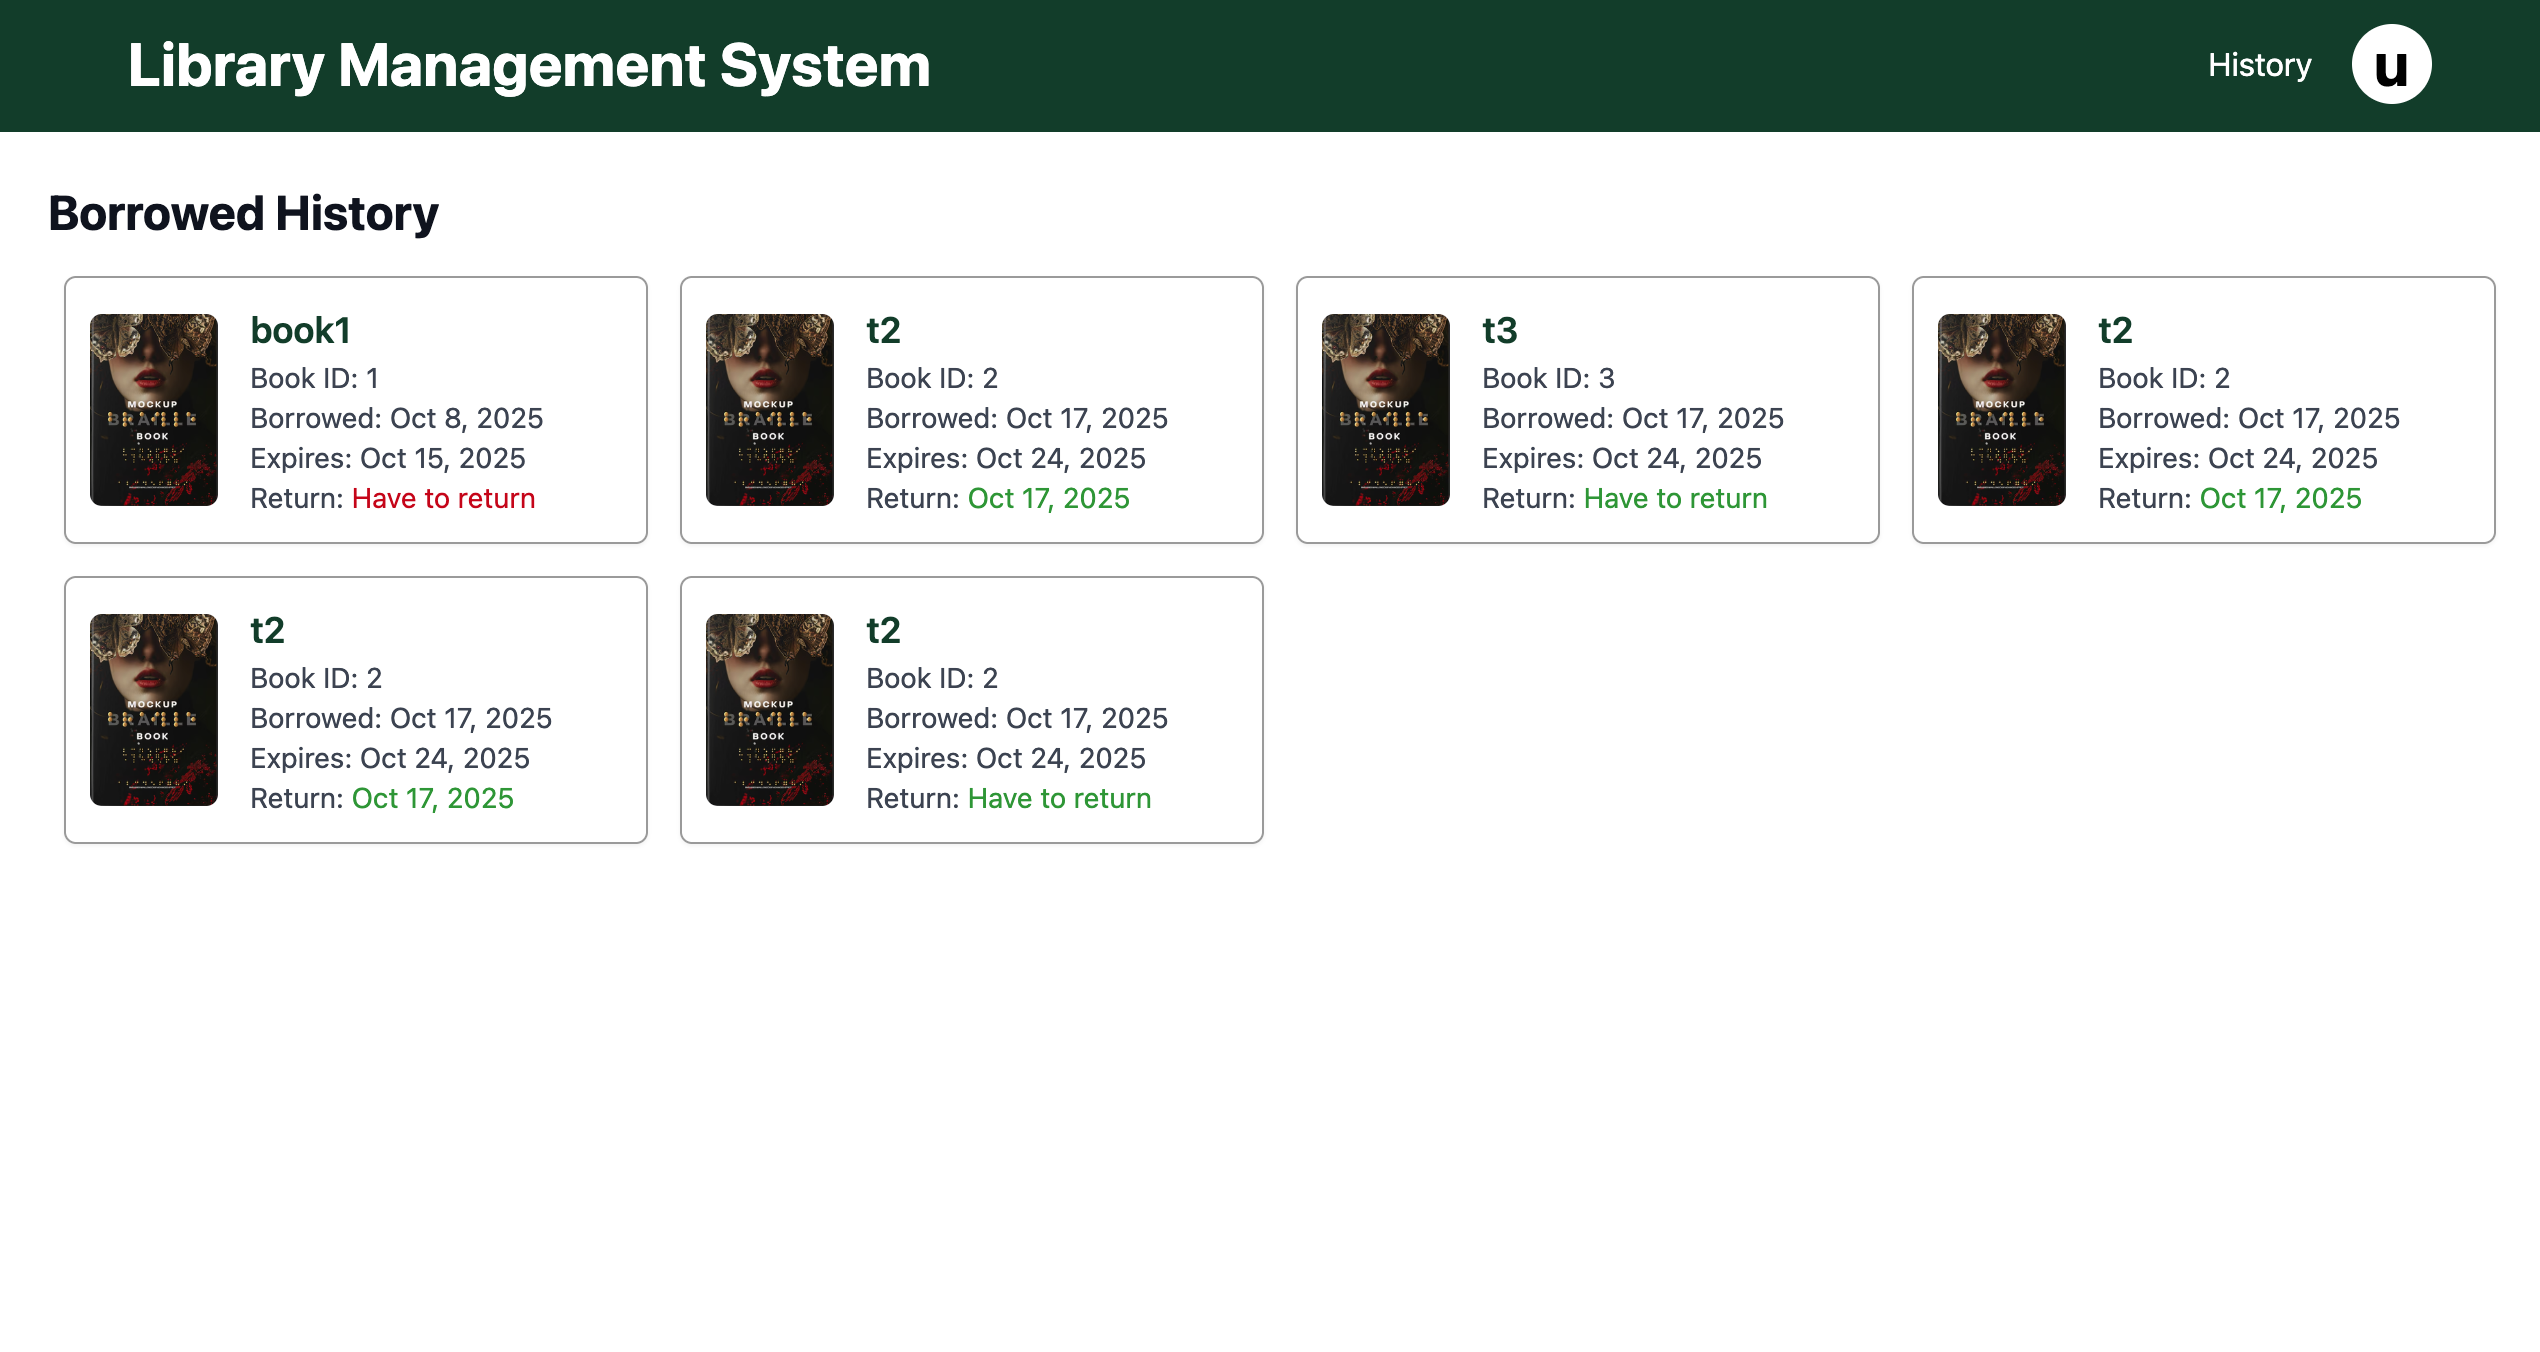 Library Management System
History
u
Borrowed History
MOCKUP
BRAILLE
BOOK
book1
Book ID: 1
Borrowed: Oct 8, 2025
Expires: Oct 15, 2025
Return: Have to return
MOCKUP
BRAILLE
BOOK
t2
Book ID: 2
Borrowed: Oct 17, 2025
Expires: Oct 24, 2025
Return: Oct 17, 2025
MOCKUP
BRAILLE
BOOK
t3
Book ID: 3
Borrowed: Oct 17, 2025
Expires: Oct 24, 2025
Return: Have to return
MOCKUP
BRAILLE
BOOK
t2
Book ID: 2
Borrowed: Oct 17, 2025
Expires: Oct 24, 2025
Return: Oct 17, 2025
MOCKUP
BRAILLE
BOOK
t2
Book ID: 2
Borrowed: Oct 17, 2025
Expires: Oct 24, 2025
Return: Oct 17, 2025
MOCKUP
BRAILLE
BOOK
t2
Book ID: 2
Borrowed: Oct 17, 2025
Expires: Oct 24, 2025
Return: Have to return